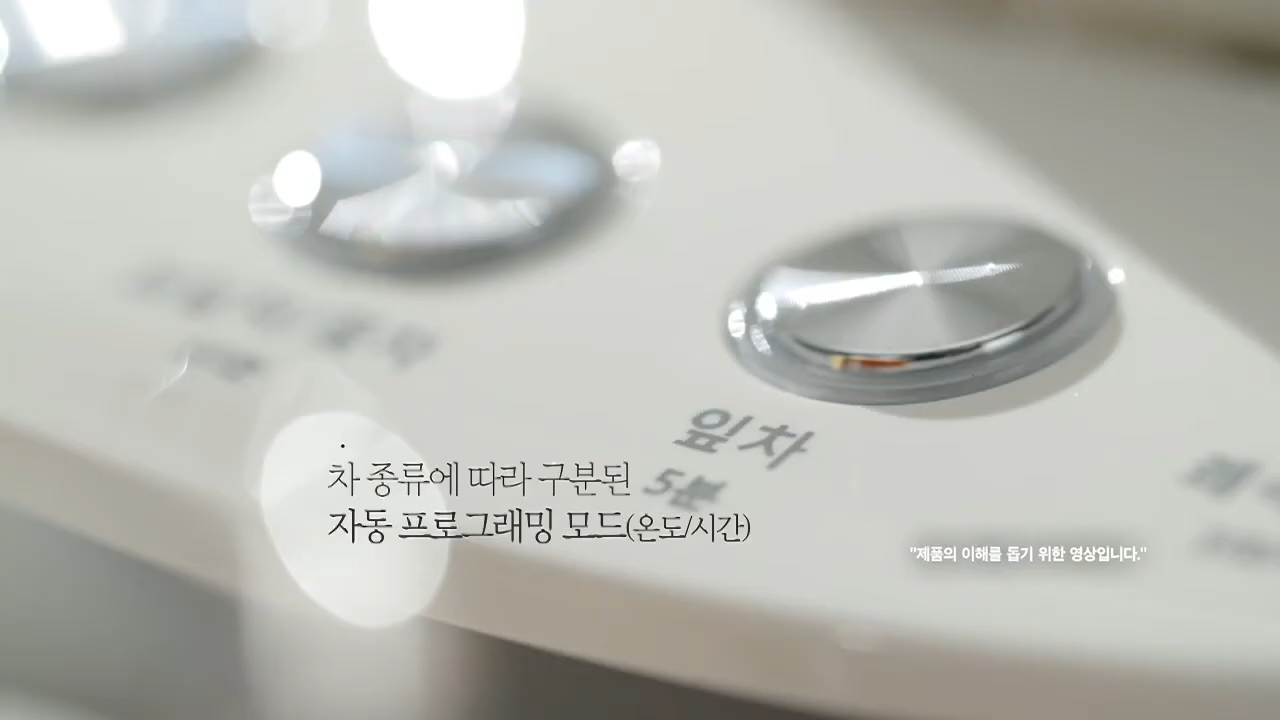 잎차
5분
차 종류에 따라 구분된
자동 프로그래밍 모드(온도/시간)
"제품의 이해를 돕기 위한 영상입니다."